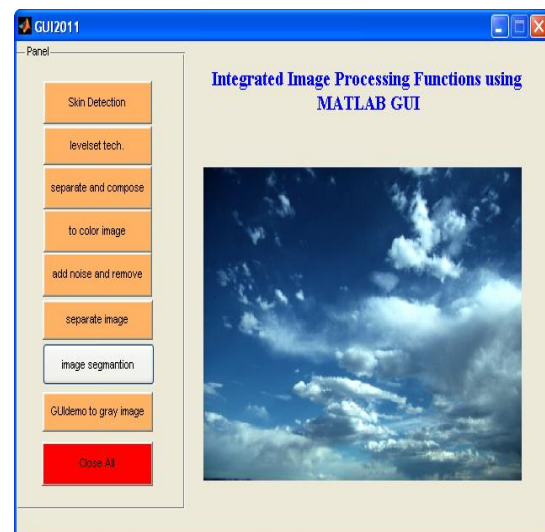 GUI2011
Panel
Skin Detection
levelset tech.
separate and compose
to color image
add noise and remove
separate image
image segmantion
GUIdemo to gray image
Close All
Integrated Image Processing Functions using
MATLAB GUI